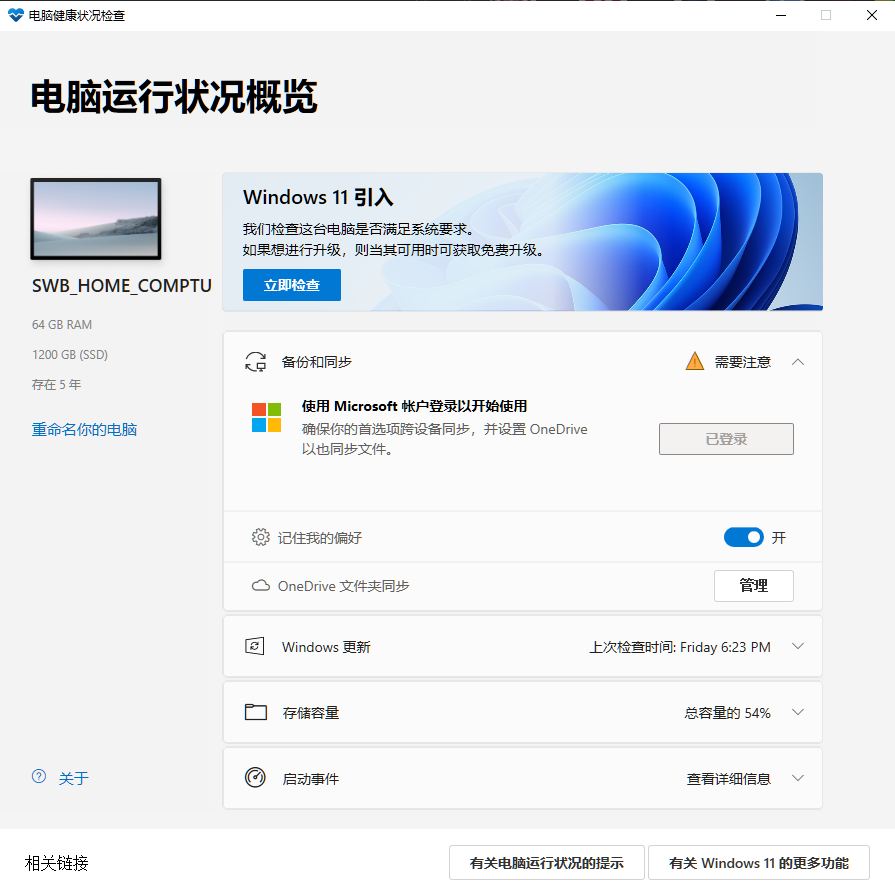 电脑健康状况检查
电脑运行状况概览
SWB_HOME_COMPTU
64 GB RAM
1200 GB (SSD)
存在 5 年
重命名你的电脑
Windows 11 引入
我们检查这台电脑是否满足系统要求。
如果想进行升级，则当其可用时可获取免费升级。
立即检查
备份和同步
需要注意
使用 Microsoft 帐户登录以开始使用
确保你的首选项跨设备同步，并设置 OneDrive
以也同步文件。
已登录
记住我的偏好
开
OneDrive 文件夹同步
管理
Windows 更新
上次检查时间: Friday 6:23 PM
存储容量
总容量的 54%
启动事件
查看详细信息
关于
相关链接
有关电脑运行状况的提示
有关 Windows 11 的更多功能